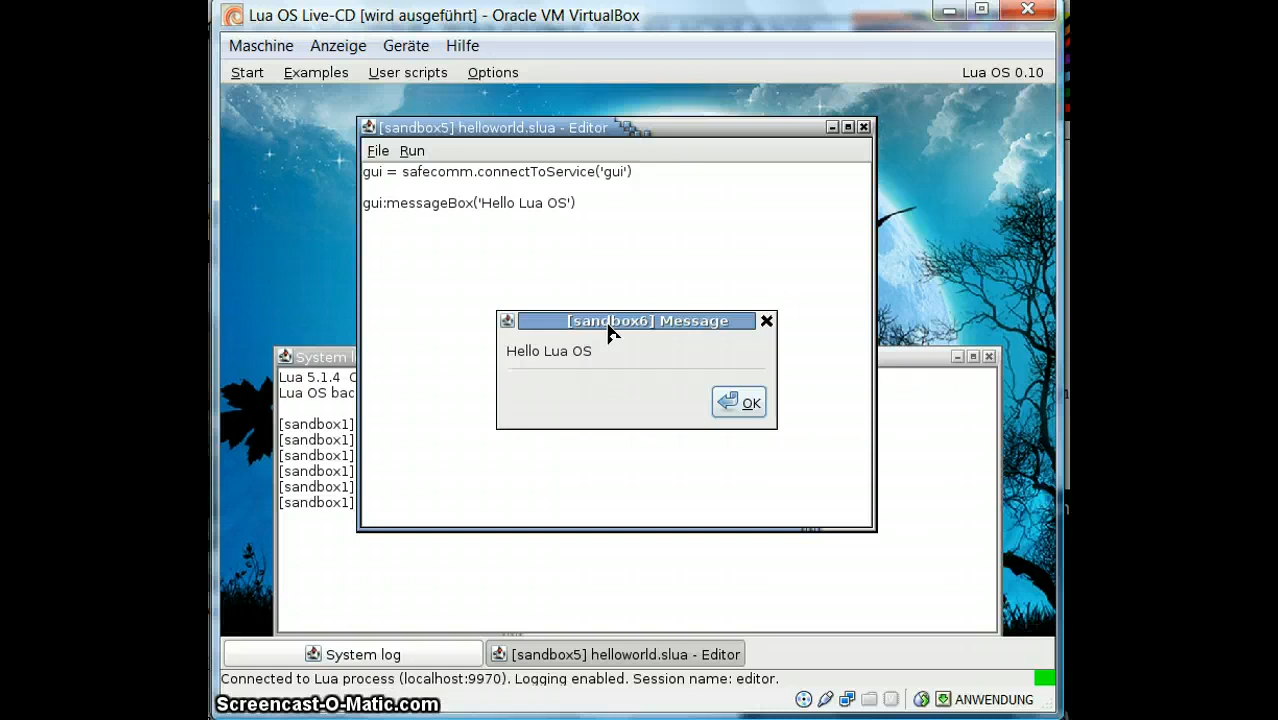 Lua OS Live-CD [wird ausgeführt] - Oracle VM VirtualBox
Maschine Anzeige Geräte Hilfe
Start Examples User scripts Options Lua OS 0.10
[sandbox5] helloworld.slua - Editor
File Run
gui = safecomm.connectToService('gui')
gui:messageBox('Hello Lua OS')
[sandbox6] Message
Hello Lua OS
OK
System
Lua 5.1.4
Lua OS
[sandbox1]
[sandbox1]
[sandbox1]
[sandbox1]
[sandbox1]
[sandbox1]
System log [sandbox5] helloworld.slua - Editor
Connected to Lua process (localhost:9970). Logging enabled. Session name: editor.
Screencast-O-Matic.com ANWENDUNG